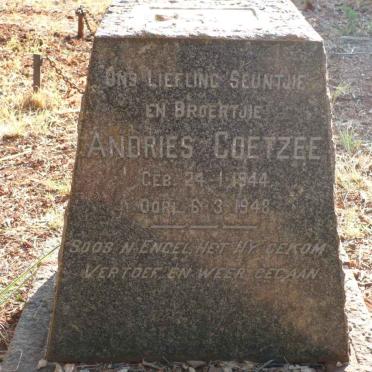 ONS LIEFLING SEUNTJIE
EN BROERTJIE
ANDRIES COETZEE
GEB. 24.1.1944
OORL. 6.3.1948
SOOS N ENGEL HET HY GEKOM
VERTOEF EN WEER GEGAAN